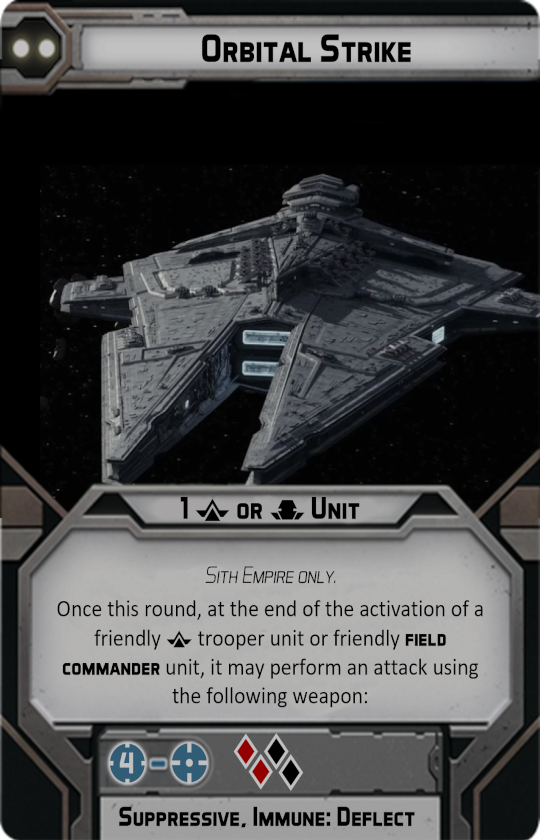 Orbital Strike
1 or Unit
Sith Empire only.
Once this round, at the end of the activation of a
friendly trooper unit or friendly FIELD
COMMANDER unit, it may perform an attack using
the following weapon:
4 -
Suppressive, Immune: Deflect